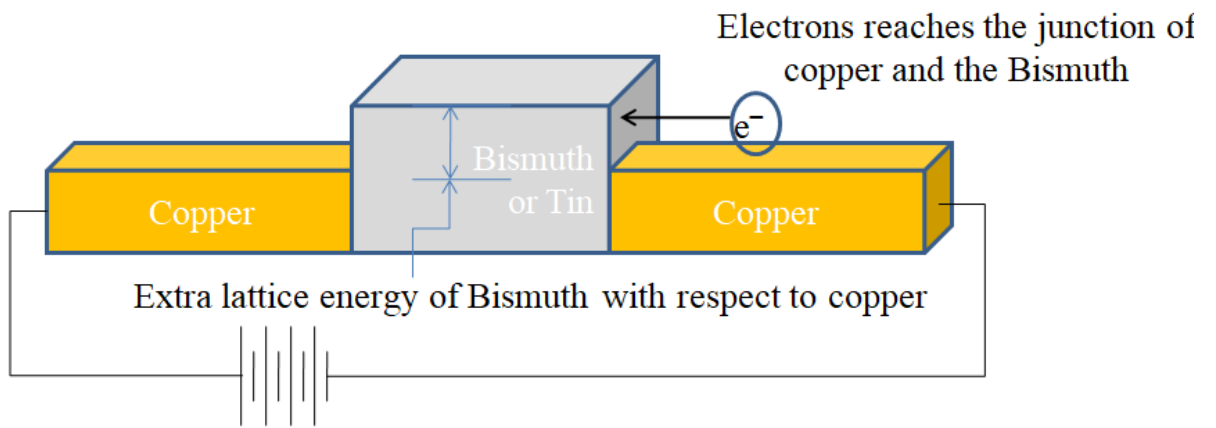 Electrons reaches the junction of
copper and the Bismuth
e⁻
Bismuth
or Tin
Copper
Copper
Extra lattice energy of Bismuth with respect to copper